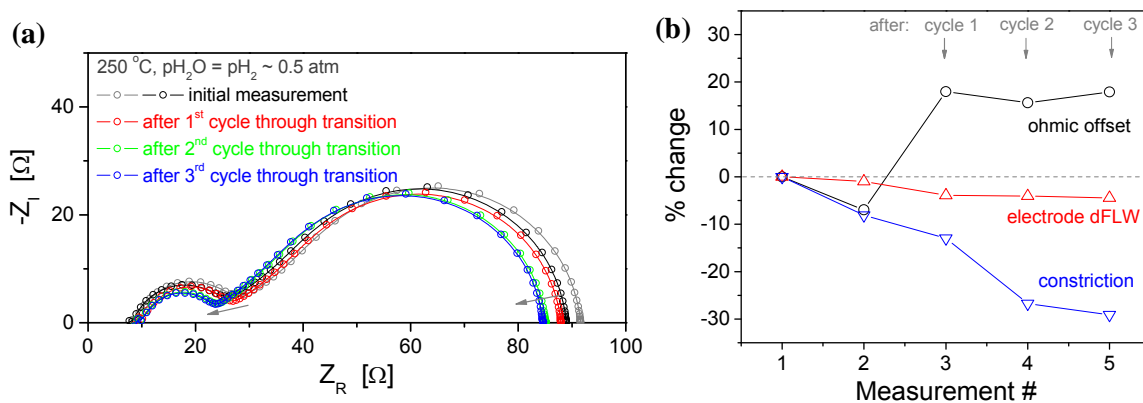 (a)
250 °C, pH₂O = pH₂ ~ 0.5 atm
initial measurement
after 1ˢᵗ cycle through transition
after 2ⁿᵈ cycle through transition
after 3ʳᵈ cycle through transition
-Z_I [Ω]
40
20
0
0 20 40 60 80 100
Z_R [Ω]
(b)
after: cycle 1 cycle 2 cycle 3
% change
30
20
10
0
-10
-20
-30
ohmic offset
electrode dFLW
constriction
1 2 3 4 5
Measurement #